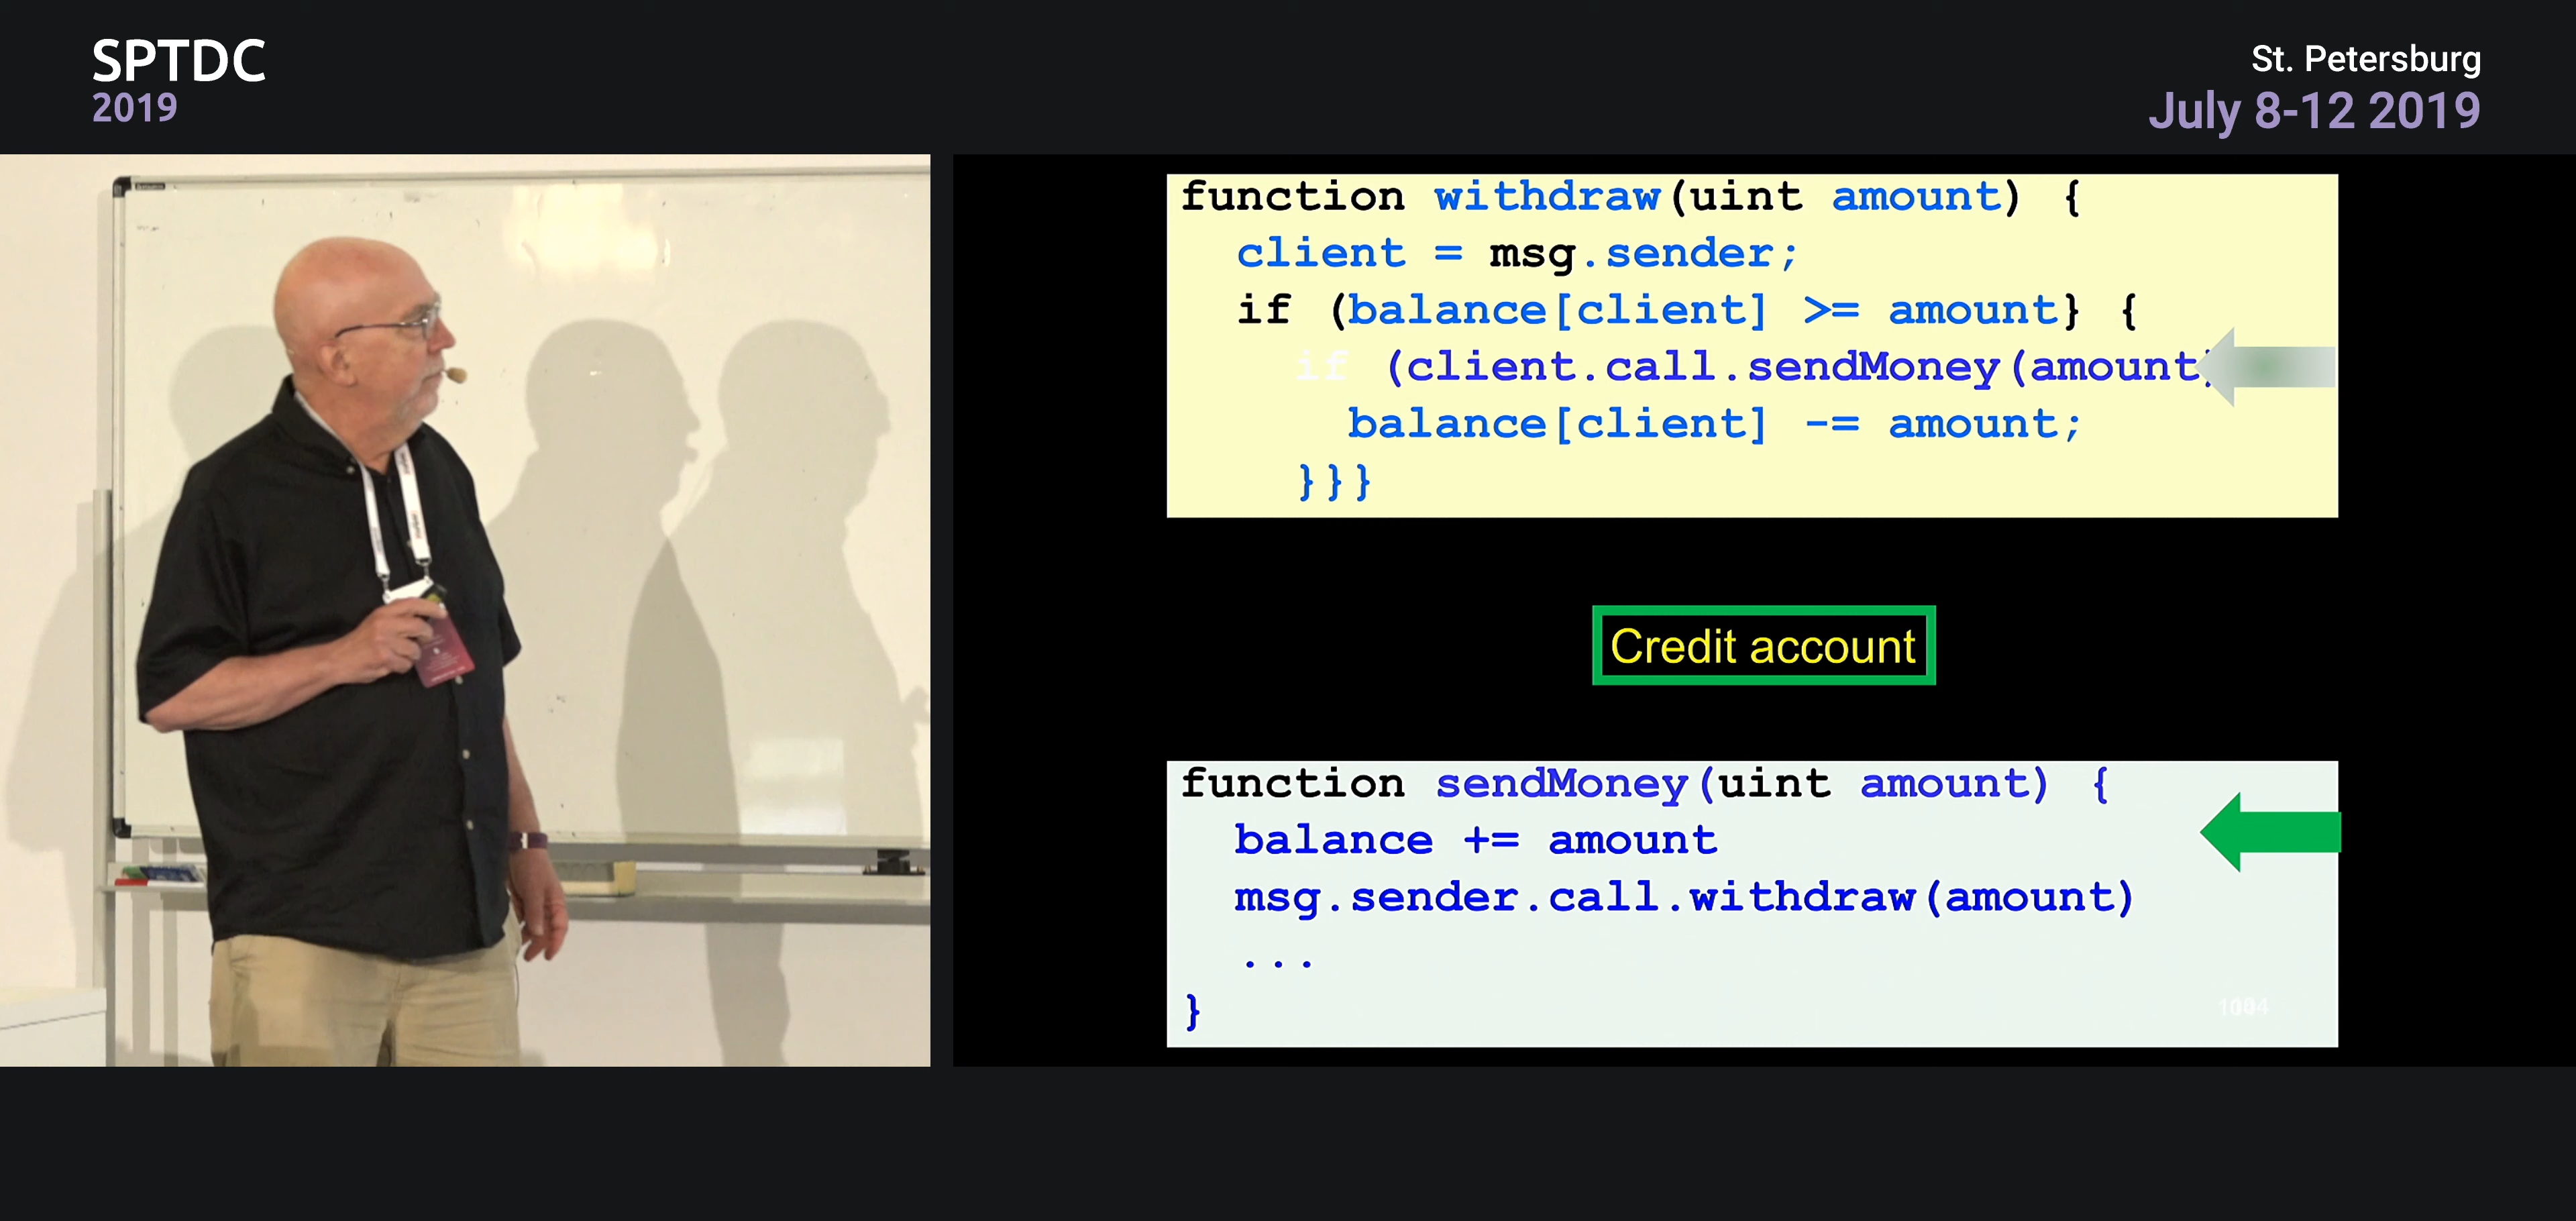 SPTDC
2019
St. Petersburg
July 8-12 2019
function withdraw(uint amount) {
client = msg.sender;
if (balance[client] >= amount} {
if (client.call.sendMoney(amount)
balance[client] -= amount;
}}}
Credit account
function sendMoney(uint amount) {
balance += amount
msg.sender.call.withdraw(amount)
...
}
1004